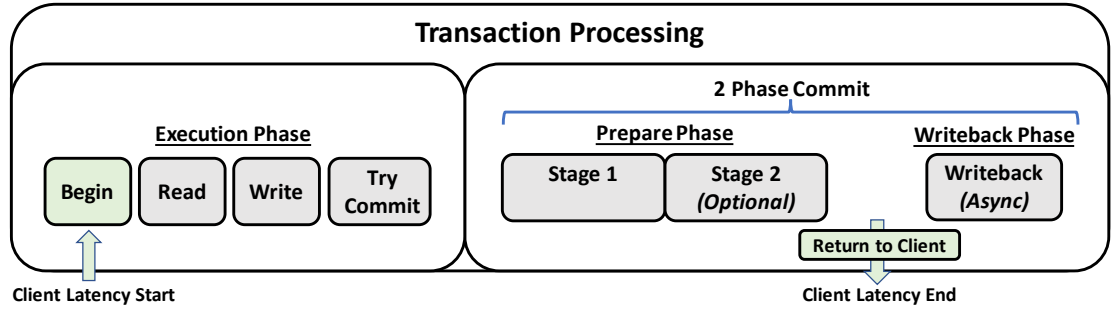 Transaction Processing
2 Phase Commit
Execution Phase
Prepare Phase
Writeback Phase
Begin
Read
Write
Try
Commit
Stage 1
Stage 2
(Optional)
Writeback
(Async)
Return to Client
Client Latency Start
Client Latency End